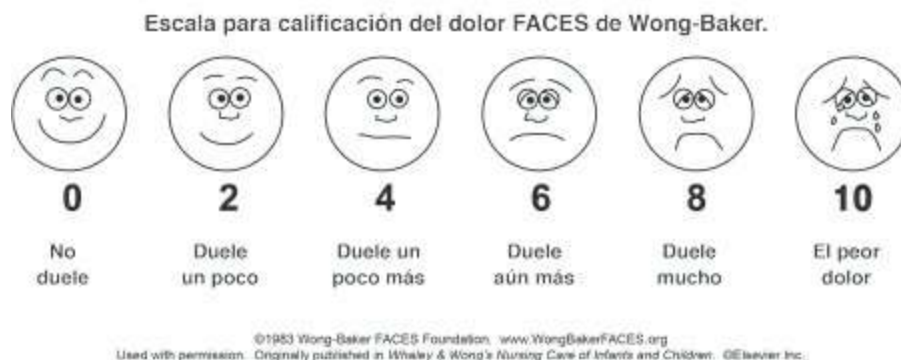 Escala para calificación del dolor FACES de Wong-Baker.
0 2 4 6 8 10
No Duele Duele un Duele Duele El peor
duele un poco poco más aún más mucho dolor
©1983 Wong-Baker FACES Foundation. www.WongBakerFACES.org
Used with permission. Originally published in Whaley & Wong's Nursing Care of Infants and Children. ©Elsevier Inc.